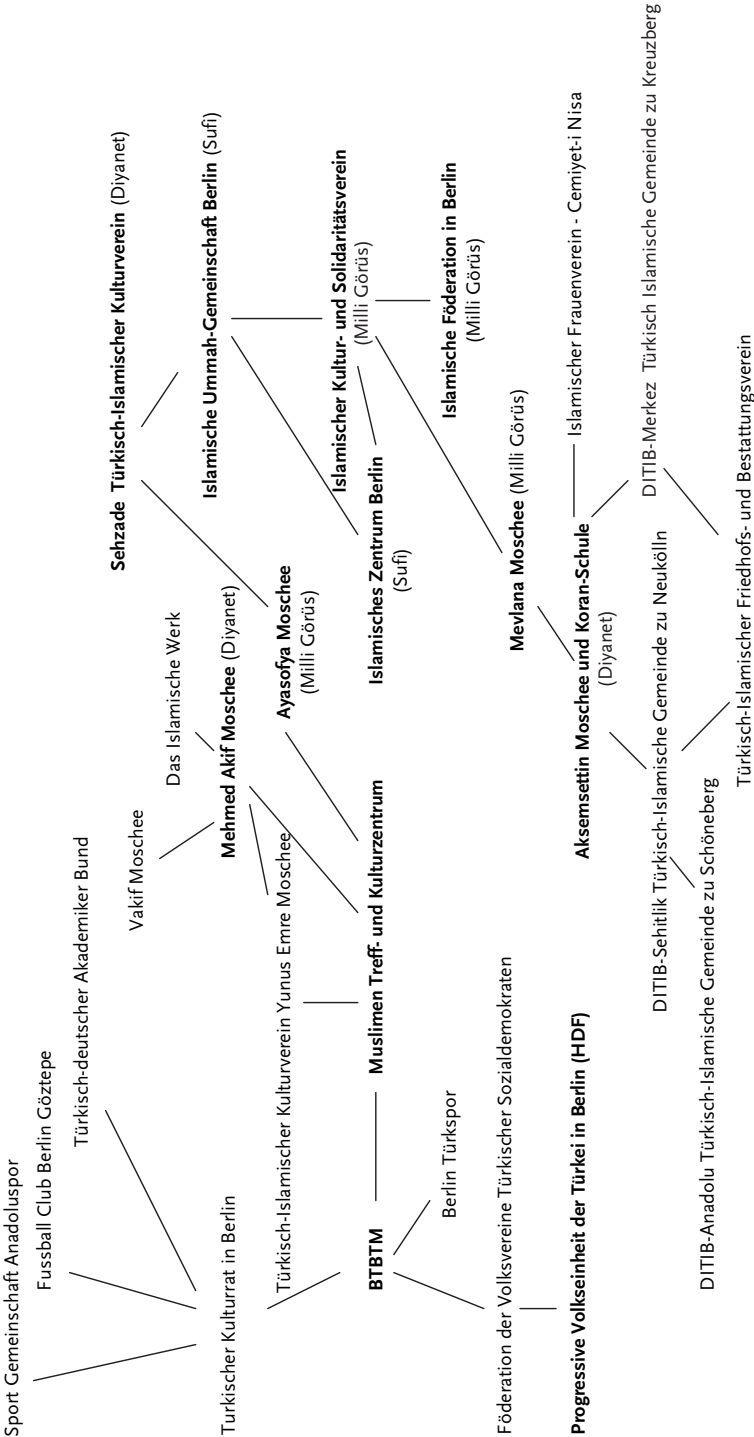 Sport Gemeinschaft Anadoluspor
Fussball Club Berlin Göztepe
Türkisch-deutscher Akademiker Bund
Vakif Moschee
Das Islamische Werk
Sehzade Türkisch-Islamischer Kulturverein (Diyanet)
Turkischer Kulturrat in Berlin
Mehmed Akif Moschee (Diyanet)
Islamische Ummah-Gemeinschaft Berlin (Sufi)
Türkisch-Islamischer Kulturverein Yunus Emre Moschee
Ayasofya Moschee
(Milli Görüs)
BTBTM
Muslimen Treff- und Kulturzentrum
Islamisches Zentrum Berlin
(Sufi)
Islamischer Kultur- und Solidaritätsverein
(Milli Görüs)
Berlin Türkspor
Islamische Föderation in Berlin
(Milli Görüs)
Föderation der Volksvereine Türkischer Sozialdemokraten
Mevlana Moschee (Milli Görüs)
Progressive Volkseinheit der Türkei in Berlin (HDF)
Aksemsettin Moschee und Koran-Schule
(Diyanet)
Islamischer Frauenverein - Cemiyet-i Nisa
DITIB-Sehitlik Türkisch-Islamische Gemeinde zu Neukölln
DITIB-Merkez Türkisch Islamische Gemeinde zu Kreuzberg
DITIB-Anadolu Türkisch-Islamische Gemeinde zu Schöneberg
Türkisch-Islamischer Friedhofs- und Bestattungsverein